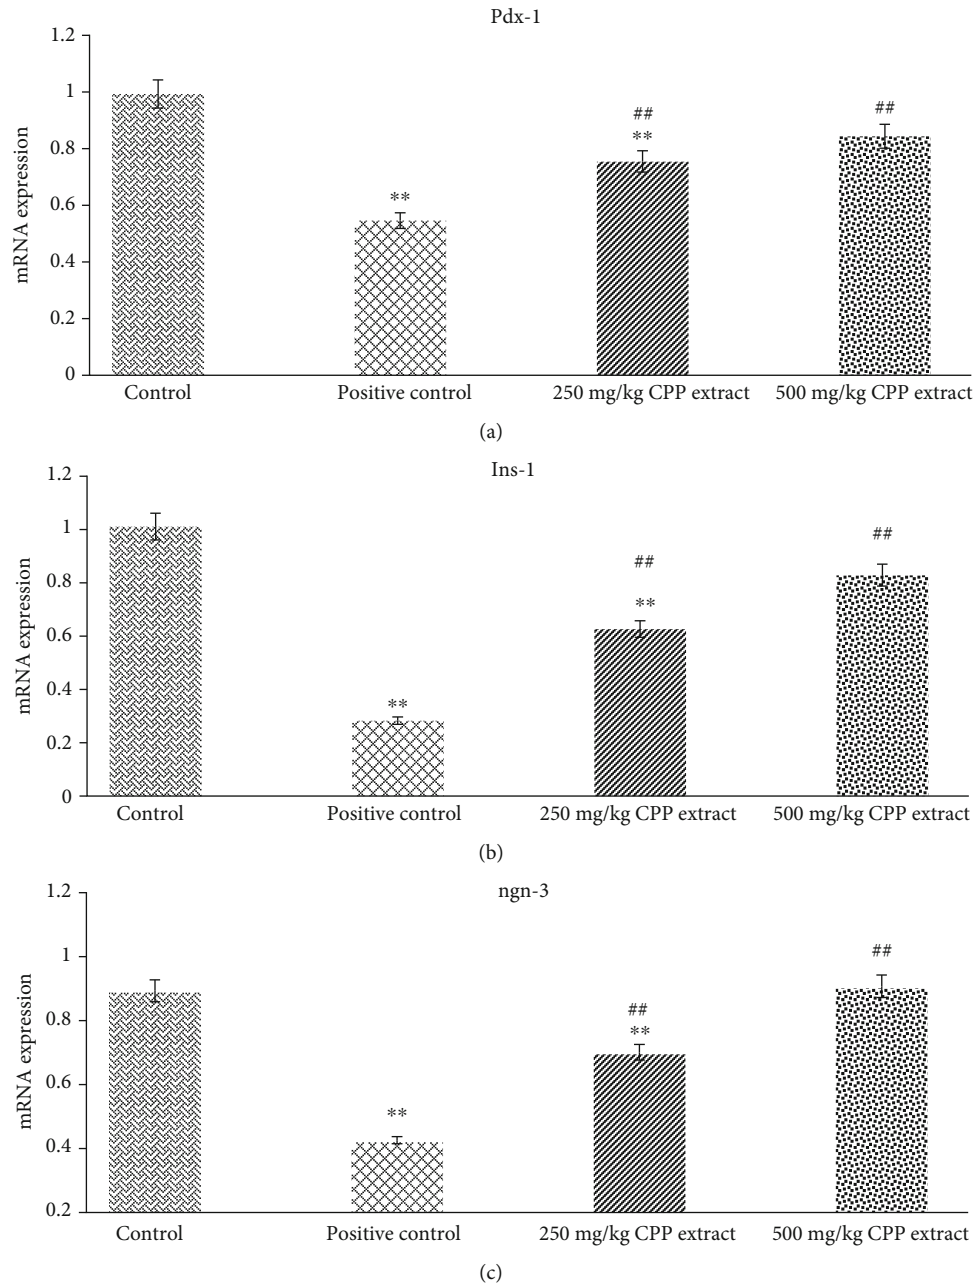 Pdx-1
1.2
1
0.8
0.6
0.4
0.2
0
mRNA expression
##
**
##
**
Control
Positive control
250 mg/kg CPP extract
500 mg/kg CPP extract
(a)
Ins-1
1.2
1
0.8
0.6
0.4
0.2
0
mRNA expression
##
##
**
**
Control
Positive control
250 mg/kg CPP extract
500 mg/kg CPP extract
(b)
ngn-3
1.2
1
0.8
0.6
0.4
0.2
mRNA expression
##
##
**
**
Control
Positive control
250 mg/kg CPP extract
500 mg/kg CPP extract
(c)